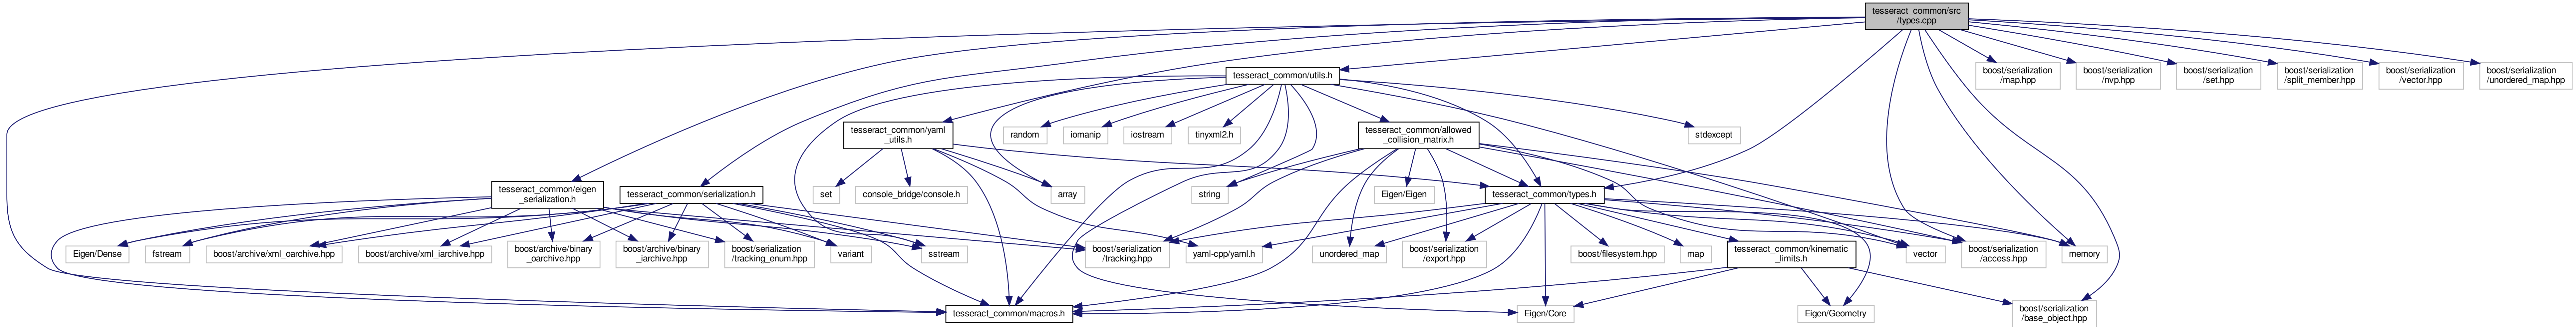 tesseract_common/src
/types.cpp
tesseract_common/utils.h
boost/serialization
/map.hpp
boost/serialization
/nvp.hpp
boost/serialization
/set.hpp
boost/serialization
/split_member.hpp
boost/serialization
/vector.hpp
boost/serialization
/unordered_map.hpp
tesseract_common/yaml
_utils.h
random
iomanip
iostream
tinyxml2.h
tesseract_common/allowed
_collision_matrix.h
stdexcept
tesseract_common/eigen
_serialization.h
tesseract_common/serialization.h
set
console_bridge/console.h
array
string
Eigen/Eigen
tesseract_common/types.h
Eigen/Dense
fstream
boost/archive/xml_oarchive.hpp
boost/archive/xml_iarchive.hpp
boost/archive/binary
_oarchive.hpp
boost/archive/binary
_iarchive.hpp
boost/serialization
/tracking_enum.hpp
variant
sstream
boost/serialization
/tracking.hpp
yaml-cpp/yaml.h
unordered_map
boost/serialization
/export.hpp
boost/filesystem.hpp
map
tesseract_common/kinematic
_limits.h
vector
boost/serialization
/access.hpp
memory
tesseract_common/macros.h
Eigen/Core
Eigen/Geometry
boost/serialization
/base_object.hpp